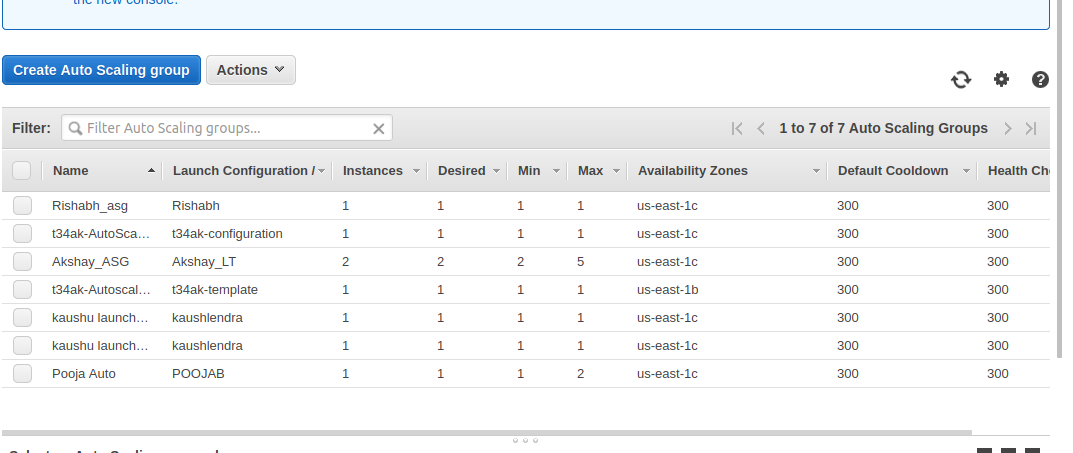 the new console.
Create Auto Scaling group Actions
Filter: Filter Auto Scaling groups... 1 to 7 of 7 Auto Scaling Groups
Name Launch Configuration / Instances Desired Min Max Availability Zones Default Cooldown Health Che
Rishabh_asg Rishabh 1 1 1 1 us-east-1c 300 300
t34ak-AutoSca… t34ak-configuration 1 1 1 1 us-east-1c 300 300
Akshay_ASG Akshay_LT 2 2 2 5 us-east-1c 300 300
t34ak-Autoscal… t34ak-template 1 1 1 1 us-east-1b 300 300
kaushu launch… kaushlendra 1 1 1 1 us-east-1c 300 300
kaushu launch… kaushlendra 1 1 1 1 us-east-1c 300 300
Pooja Auto POOJAB 1 1 1 2 us-east-1c 300 300